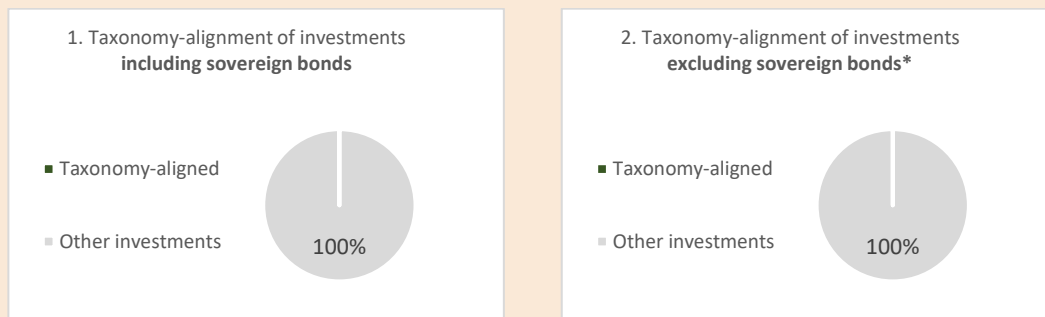 1. Taxonomy-alignment of investments
including sovereign bonds
Taxonomy-aligned
Other investments
100%
2. Taxonomy-alignment of investments
excluding sovereign bonds*
Taxonomy-aligned
Other investments
100%